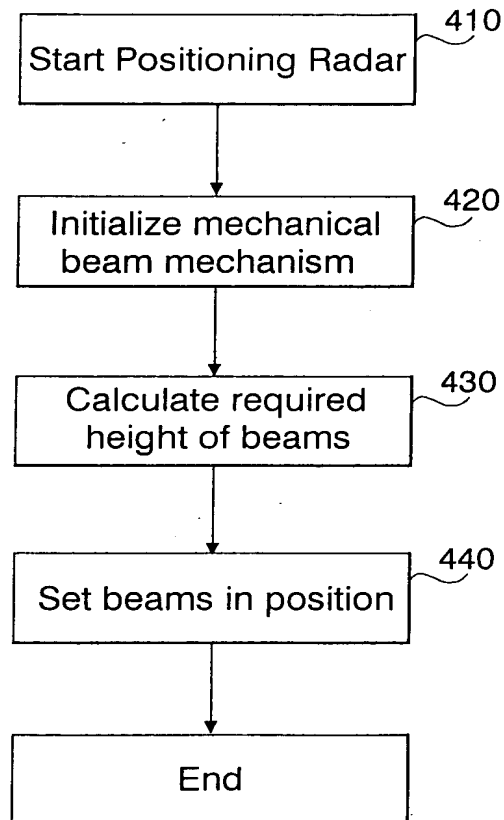 410
Start Positioning Radar
420
Initialize mechanical
beam mechanism
430
Calculate required
height of beams
440
Set beams in position
End